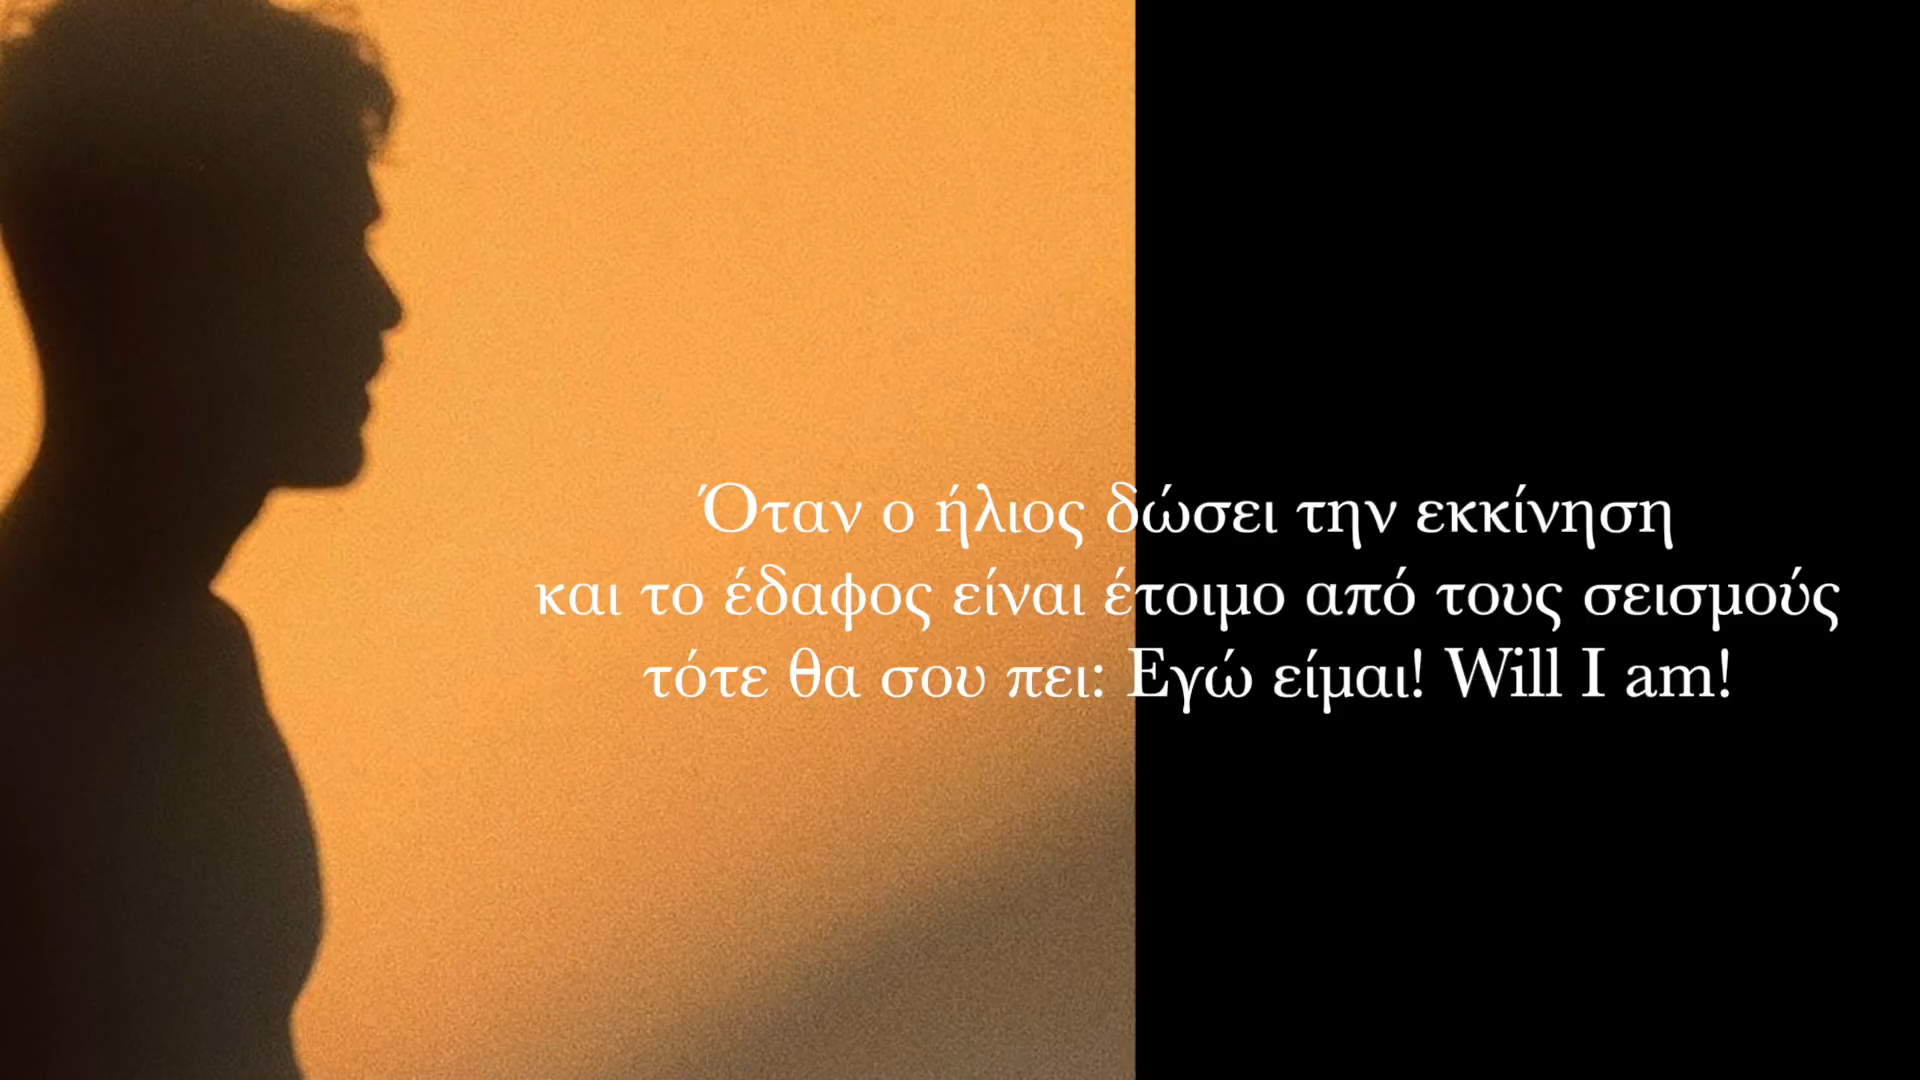 Όταν ο ήλιος δώσει την εκκίνηση
και το έδαφος είναι έτοιμο από τους σεισμούς
τότε θα σου πει: Εγώ είμαι! Will I am!